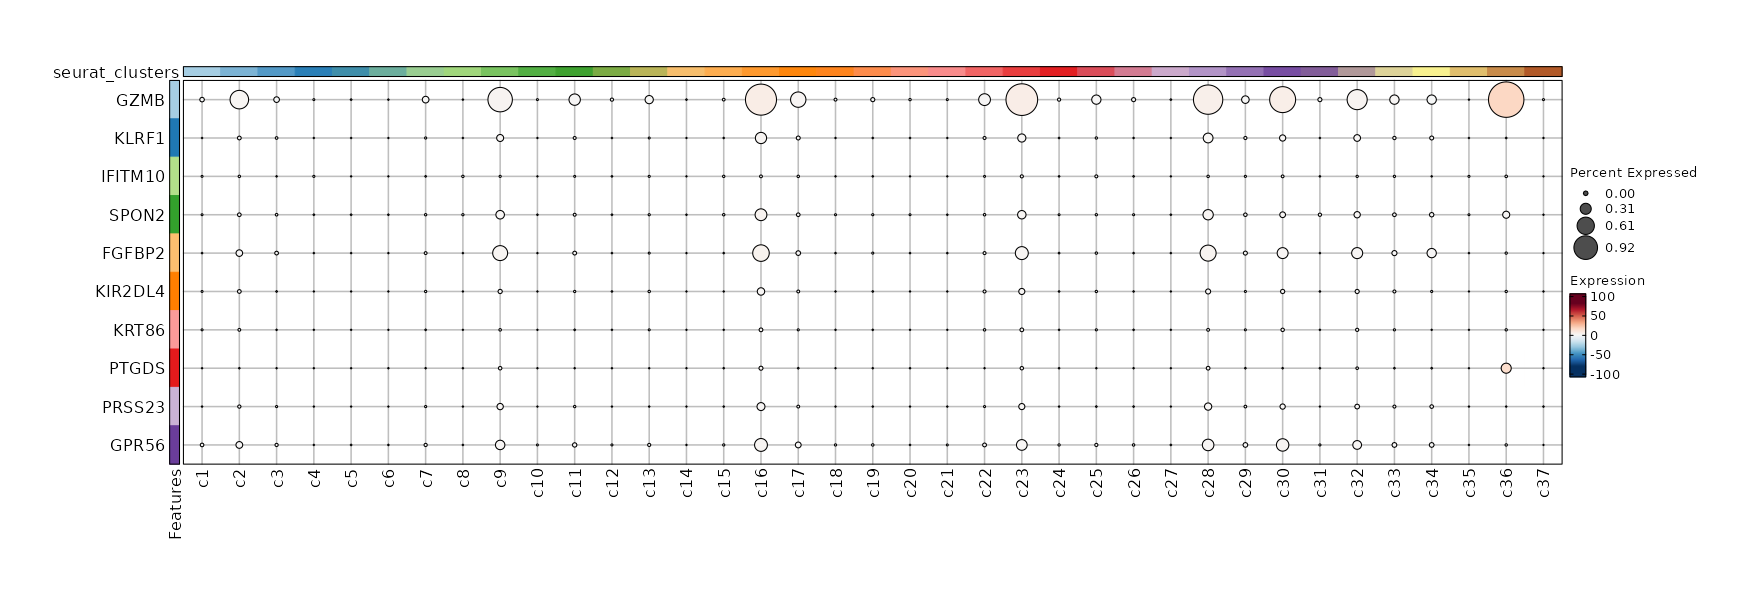 seurat_clusters
GZMB
KLRF1
IFITM10
SPON2
FGFBP2
KIR2DL4
KRT86
PTGDS
PRSS23
GPR56
Features
c1 c2 c3 c4 c5 c6 c7 c8 c9 c10 c11 c12 c13 c14 c15 c16 c17 c18 c19 c20 c21 c22 c23 c24 c25 c26 c27 c28 c29 c30 c31 c32 c33 c34 c35 c36 c37
Percent Expressed
0.00
0.31
0.61
0.92
Expression
100
50
0
-50
-100